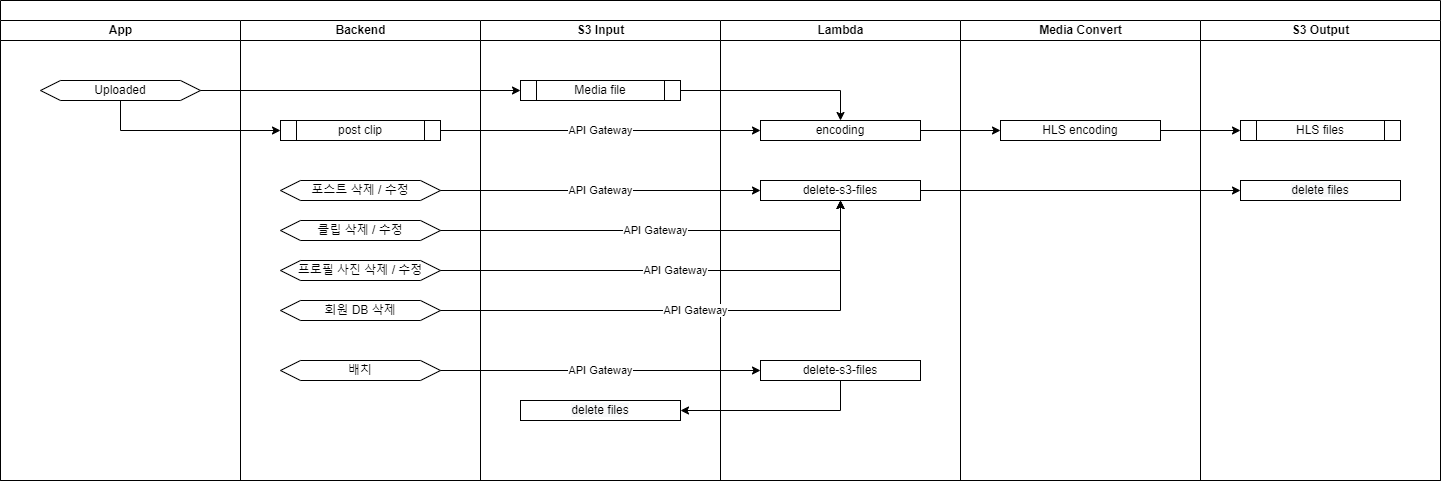 App
Backend
S3 Input
Lambda
Media Convert
S3 Output
Uploaded
Media file
post clip
API Gateway
encoding
HLS encoding
HLS files
포스트 삭제 / 수정
API Gateway
delete-s3-files
delete files
클립 삭제 / 수정
API Gateway
프로필 사진 삭제 / 수정
API Gateway
회원 DB 삭제
API Gateway
배치
API Gateway
delete-s3-files
delete files